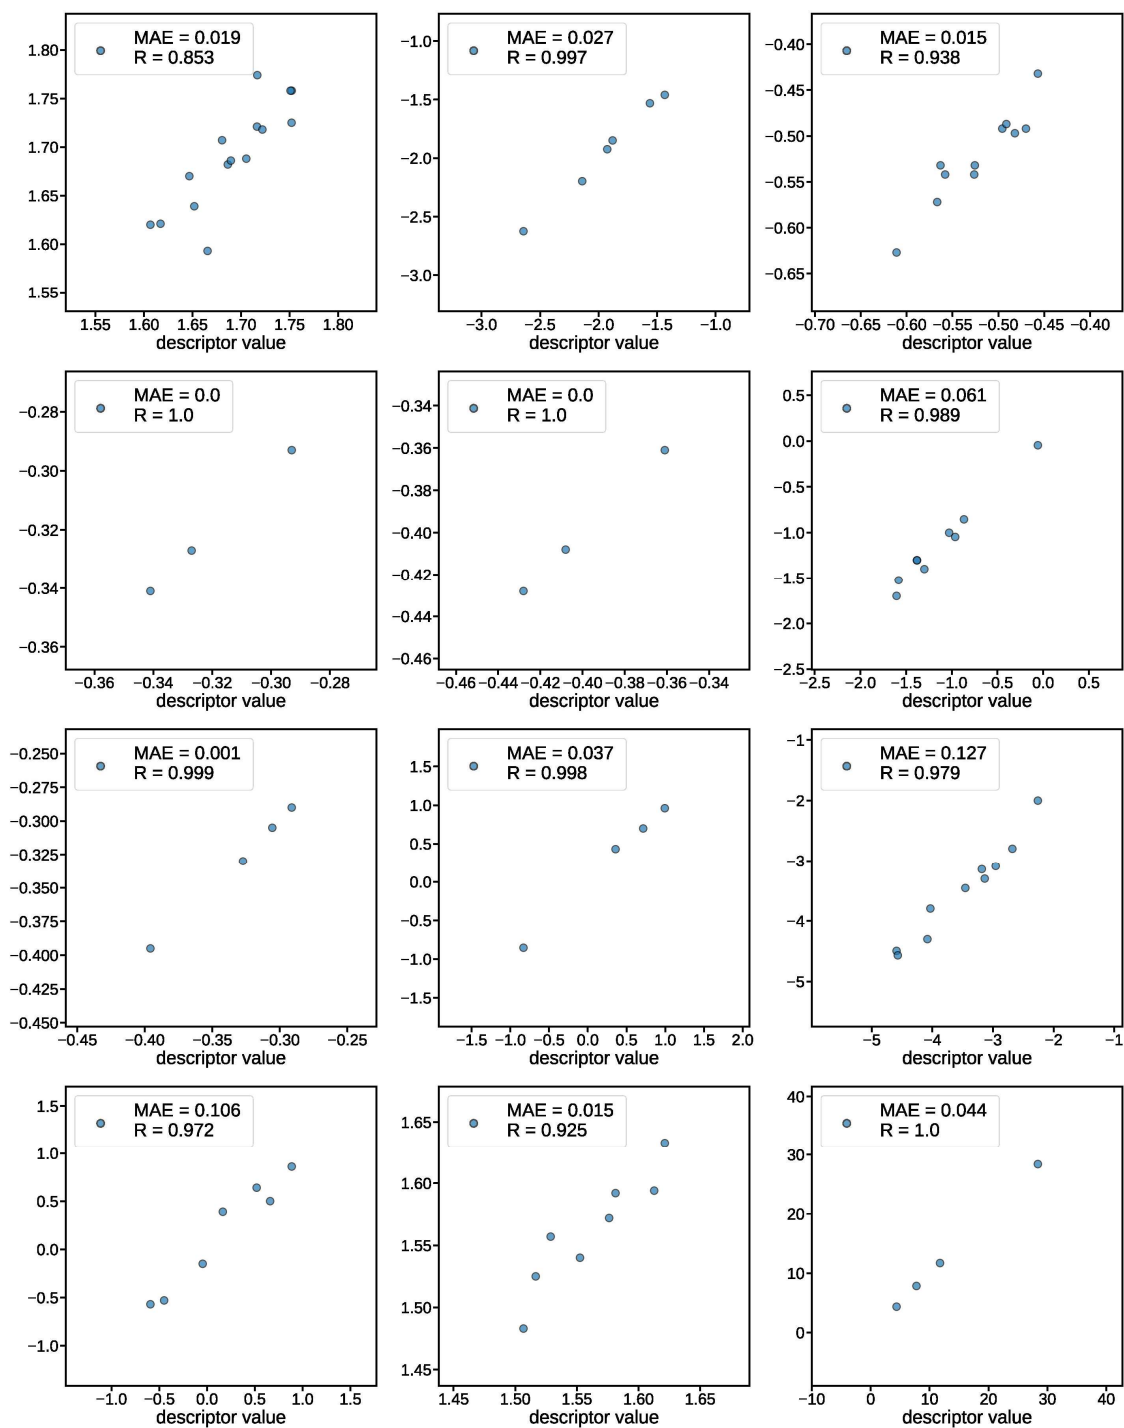 MAE = 0.019
R = 0.853
1.80
1.75
1.70
1.65
1.60
1.55
1.55 1.60 1.65 1.70 1.75 1.80
descriptor value
MAE = 0.027
R = 0.997
−1.0
−1.5
−2.0
−2.5
−3.0
−3.0 −2.5 −2.0 −1.5 −1.0
descriptor value
MAE = 0.015
R = 0.938
−0.40
−0.45
−0.50
−0.55
−0.60
−0.65
−0.70 −0.65 −0.60 −0.55 −0.50 −0.45 −0.40
descriptor value
MAE = 0.0
R = 1.0
−0.28
−0.30
−0.32
−0.34
−0.36
−0.36 −0.34 −0.32 −0.30 −0.28
descriptor value
MAE = 0.0
R = 1.0
−0.34
−0.36
−0.38
−0.40
−0.42
−0.44
−0.46
−0.46 −0.44 −0.42 −0.40 −0.38 −0.36 −0.34
descriptor value
MAE = 0.061
R = 0.989
0.5
0.0
−0.5
−1.0
−1.5
−2.0
−2.5
−2.5 −2.0 −1.5 −1.0 −0.5 0.0 0.5
descriptor value
MAE = 0.001
R = 0.999
−0.250
−0.275
−0.300
−0.325
−0.350
−0.375
−0.400
−0.425
−0.450
−0.45 −0.40 −0.35 −0.30 −0.25
descriptor value
MAE = 0.037
R = 0.998
1.5
1.0
0.5
0.0
−0.5
−1.0
−1.5
−1.5 −1.0 −0.5 0.0 0.5 1.0 1.5 2.0
descriptor value
MAE = 0.127
R = 0.979
−1
−2
−3
−4
−5
−5 −4 −3 −2 −1
descriptor value
MAE = 0.106
R = 0.972
1.5
1.0
0.5
0.0
−0.5
−1.0
−1.0 −0.5 0.0 0.5 1.0 1.5
descriptor value
MAE = 0.015
R = 0.925
1.65
1.60
1.55
1.50
1.45
1.45 1.50 1.55 1.60 1.65
descriptor value
MAE = 0.044
R = 1.0
40
30
20
10
0
−10 0 10 20 30 40
descriptor value